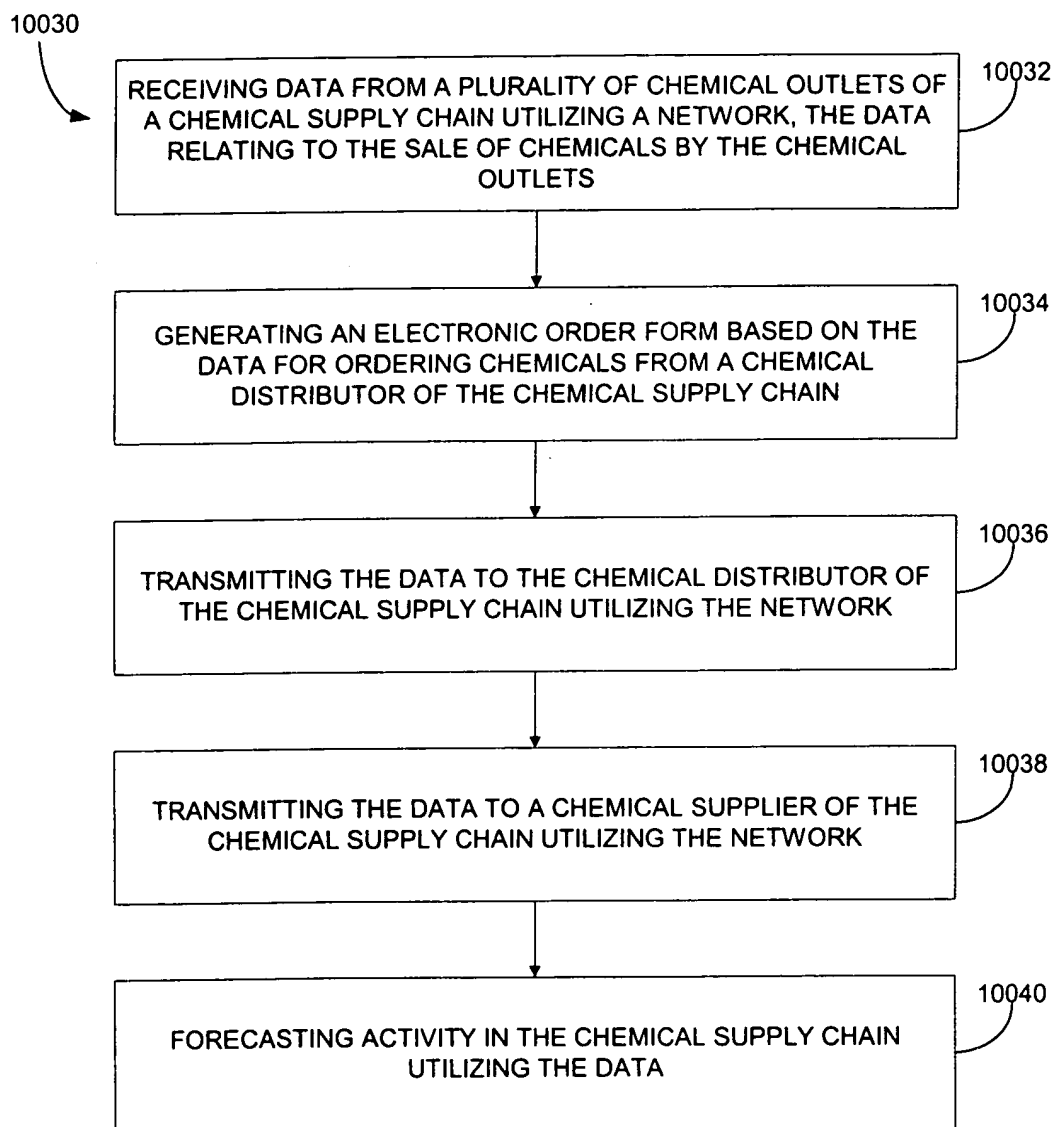 10030
RECEIVING DATA FROM A PLURALITY OF CHEMICAL OUTLETS OF
A CHEMICAL SUPPLY CHAIN UTILIZING A NETWORK, THE DATA
RELATING TO THE SALE OF CHEMICALS BY THE CHEMICAL
OUTLETS
10032
GENERATING AN ELECTRONIC ORDER FORM BASED ON THE
DATA FOR ORDERING CHEMICALS FROM A CHEMICAL
DISTRIBUTOR OF THE CHEMICAL SUPPLY CHAIN
10034
TRANSMITTING THE DATA TO THE CHEMICAL DISTRIBUTOR OF
THE CHEMICAL SUPPLY CHAIN UTILIZING THE NETWORK
10036
TRANSMITTING THE DATA TO A CHEMICAL SUPPLIER OF THE
CHEMICAL SUPPLY CHAIN UTILIZING THE NETWORK
10038
FORECASTING ACTIVITY IN THE CHEMICAL SUPPLY CHAIN
UTILIZING THE DATA
10040